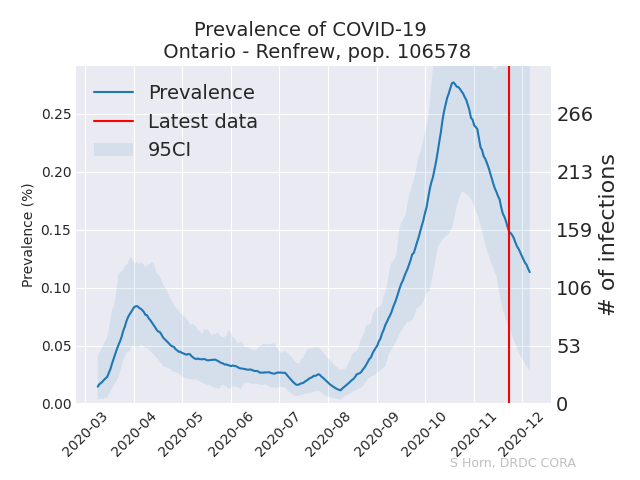 Prevalence of COVID-19
Ontario - Renfrew, pop. 106578
Prevalence
Latest data
95CI
Prevalence (%)
0.25
0.20
0.15
0.10
0.05
0.00
266
213
159
106
53
0
# of infections
2020-03
2020-04
2020-05
2020-06
2020-07
2020-08
2020-09
2020-10
2020-11
2020-12
S Horn, DRDC CORA